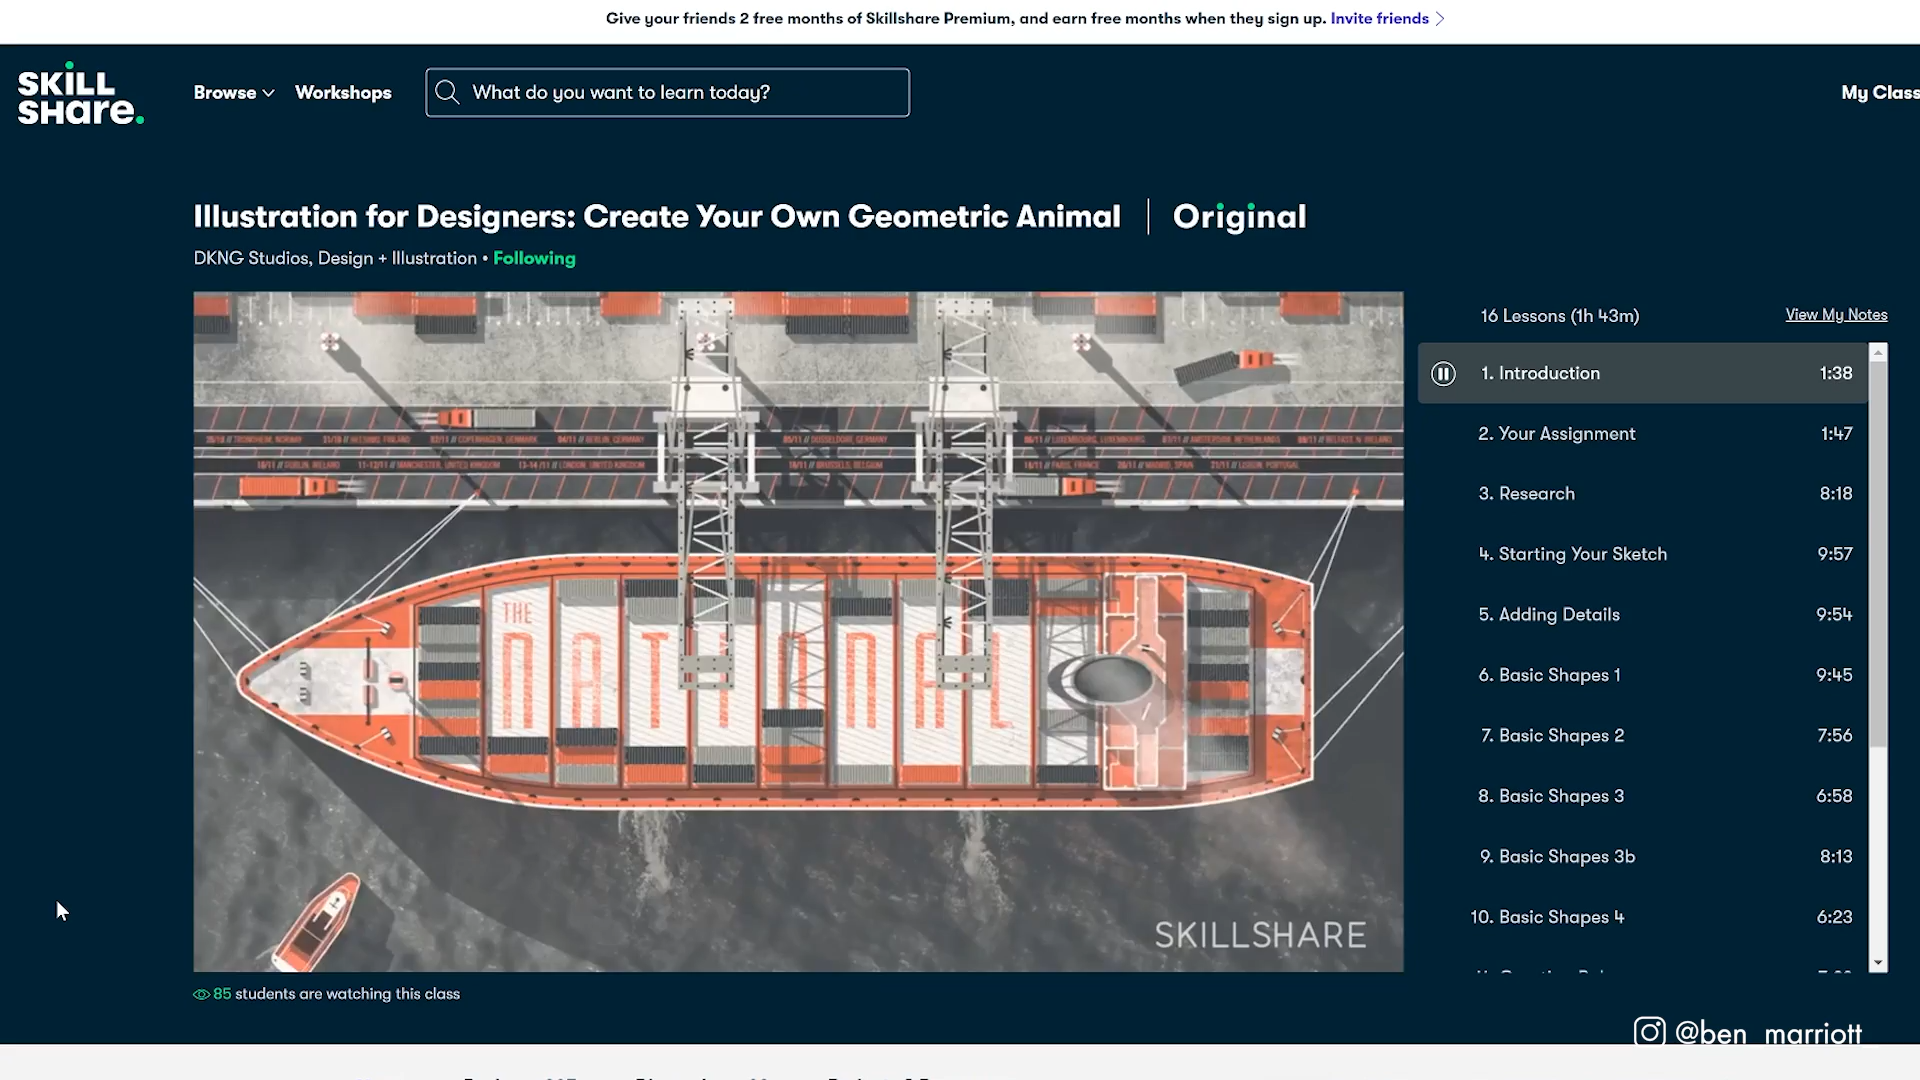 Give your friends 2 free months of Skillshare Premium, and earn free months when they sign up. Invite friends
SKILL
SHare.
Browse
Workshops
What do you want to learn today?
My Class
Illustration for Designers: Create Your Own Geometric Animal | Original
DKNG Studios, Design + Illustration • Following
16 Lessons (1h 43m)
View My Notes
1. Introduction 1:38
2. Your Assignment 1:47
3. Research 8:18
4. Starting Your Sketch 9:57
5. Adding Details 9:54
6. Basic Shapes 1 9:45
7. Basic Shapes 2 7:56
8. Basic Shapes 3 6:58
9. Basic Shapes 3b 8:13
10. Basic Shapes 4 6:23
THE
NATIONAL
SKILLSHARE
85 students are watching this class
@ben_marriott